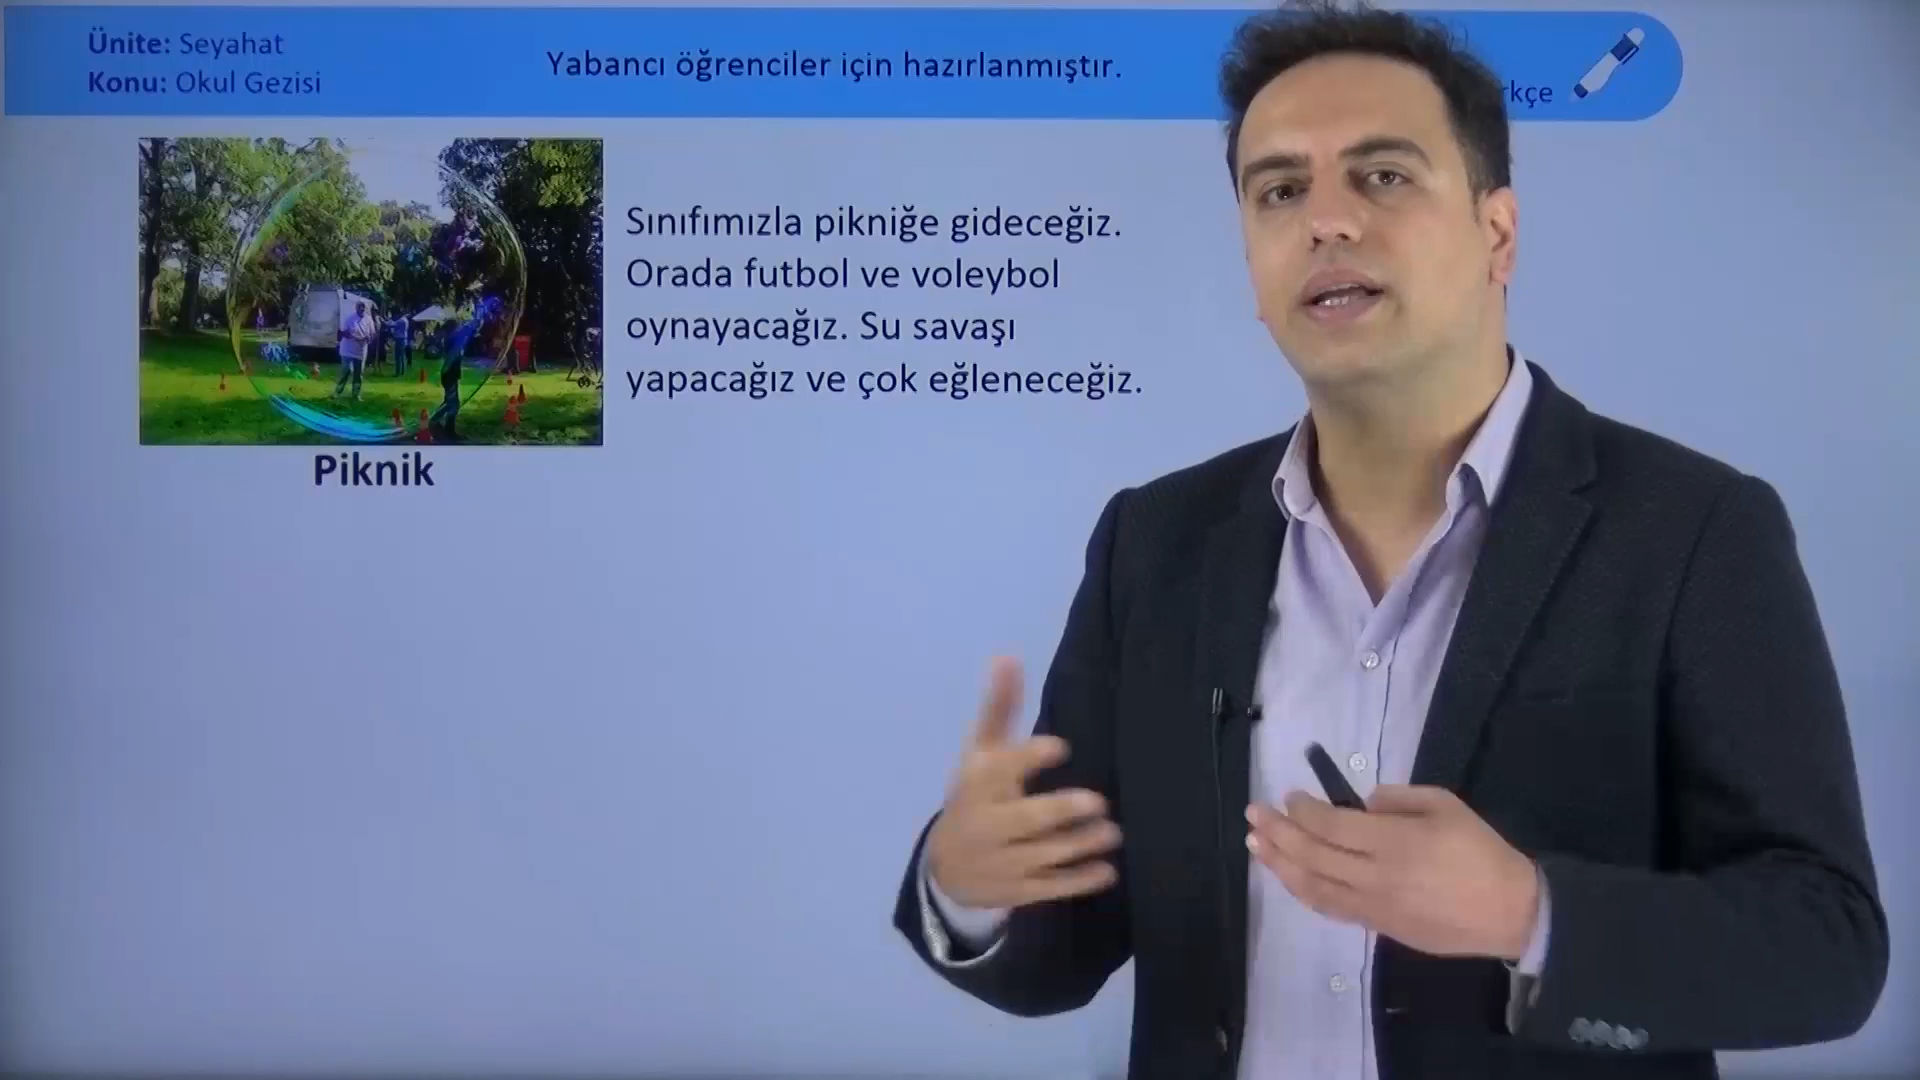 Ünite: Seyahat
Konu: Okul Gezisi
Yabancı öğrenciler için hazırlanmıştır.
Sınıfımızla pikniğe gideceğiz.
Orada futbol ve voleybol
oynayacağız. Su savaşı
yapacağız ve çok eğleneceğiz.
Piknik